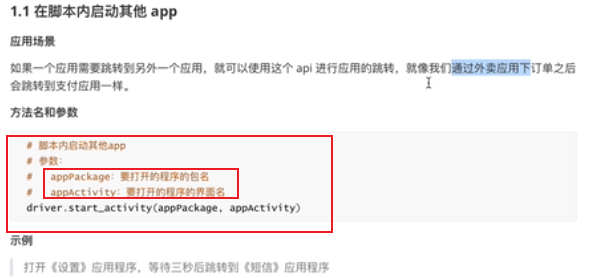 1.1 在脚本内启动其他 app
应用场景
如果一个应用需要跳转到另外一个应用，就可以使用这个 api 进行应用的跳转，就像我们通过外卖应用下订单之后
会跳转到支付应用一样。
方法名和参数
# 脚本内启动其他app
# 参数：
#   appPackage：要打开的程序的包名
#   appActivity：要打开的程序的界面名
driver.start_activity(appPackage, appActivity)
示例
打开《设置》应用程序，等待三秒后跳转到《短信》应用程序